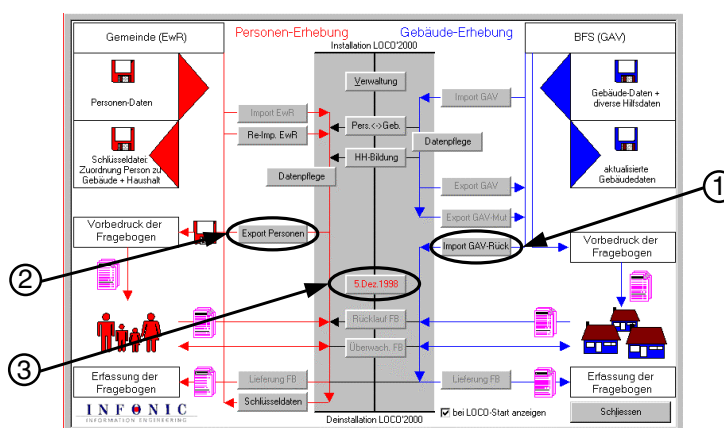 Gemeinde (EwR)
Personen-Erhebung
Gebäude-Erhebung
BFS (GAV)
Installation LOCO'2000
Personen-Daten
Verwaltung
Import GAV
Gebäude-Daten +
diverse Hilfsdaten
Import EwR
Re-Imp. EwR
Pers.<->Geb.
Datenpflege
Schlüsseldatei:
Zuordnung Person zu
Gebäude + Haushalt
HH-Bildung
Datenpflege
aktualisierte
Gebäudedaten
Export GAV
Export GAV-Mut
1
Vorbedruck der
Fragebogen
Export Personen
Import GAV-Rück
Vorbedruck der
Fragebogen
2
5.Dez.1998
Rücklauf FB
Überwach. FB
3
Erfassung der
Fragebogen
Lieferung FB
Lieferung FB
Erfassung der
Fragebogen
Schlüsseldaten
INFONIC
INFORMATION ENGINEERING
Deinstallation LOCO'2000
bei LOCO-Start anzeigen
Schliessen